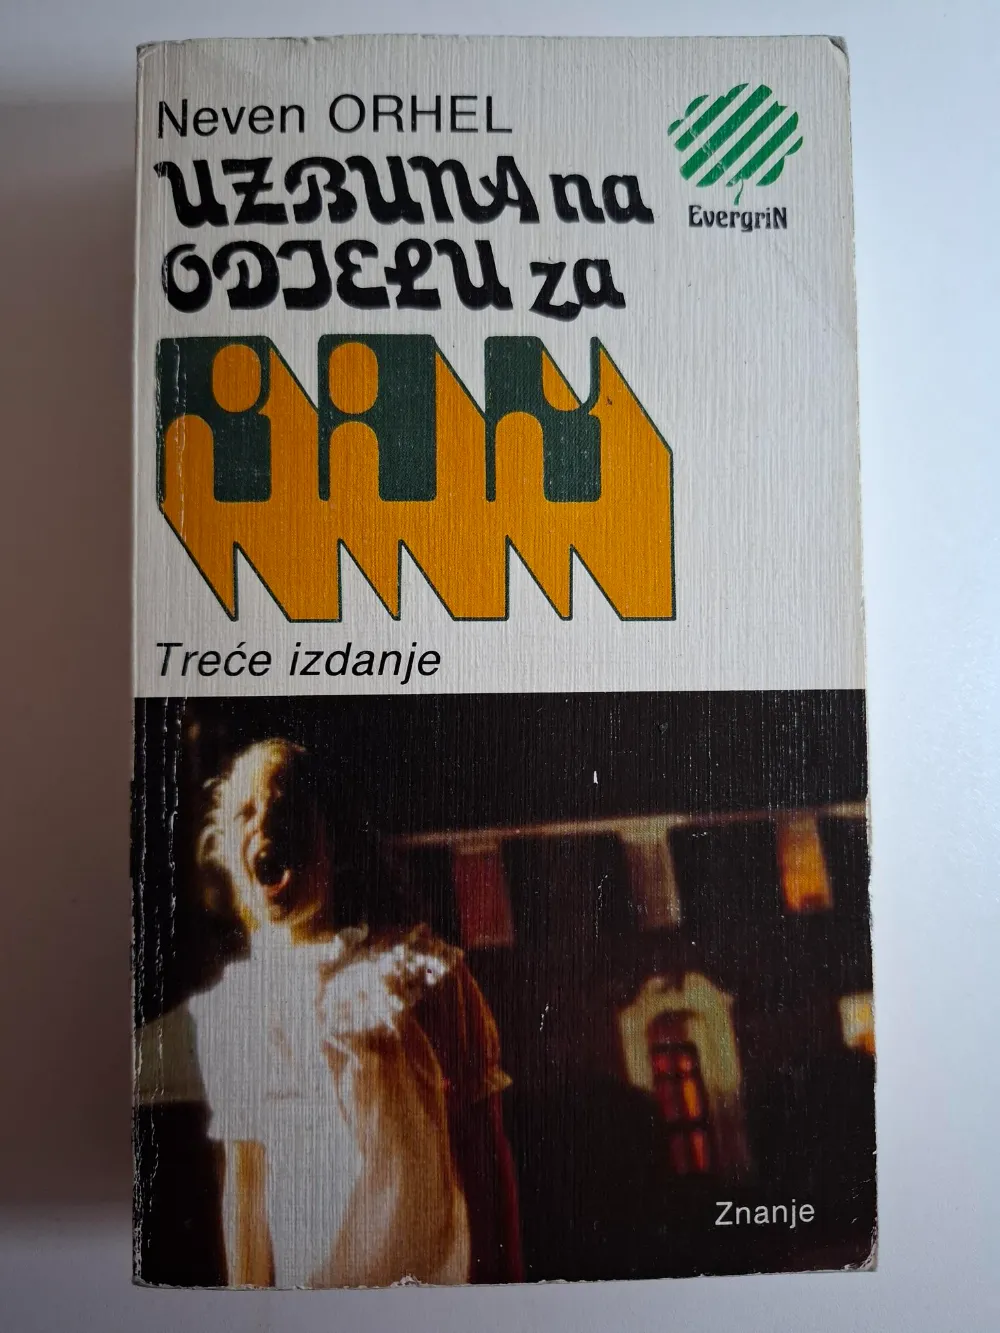 Neven ORHEL
UZBUNA na
ODJELU za
RAK
EvergriN
Treće izdanje
Znanje